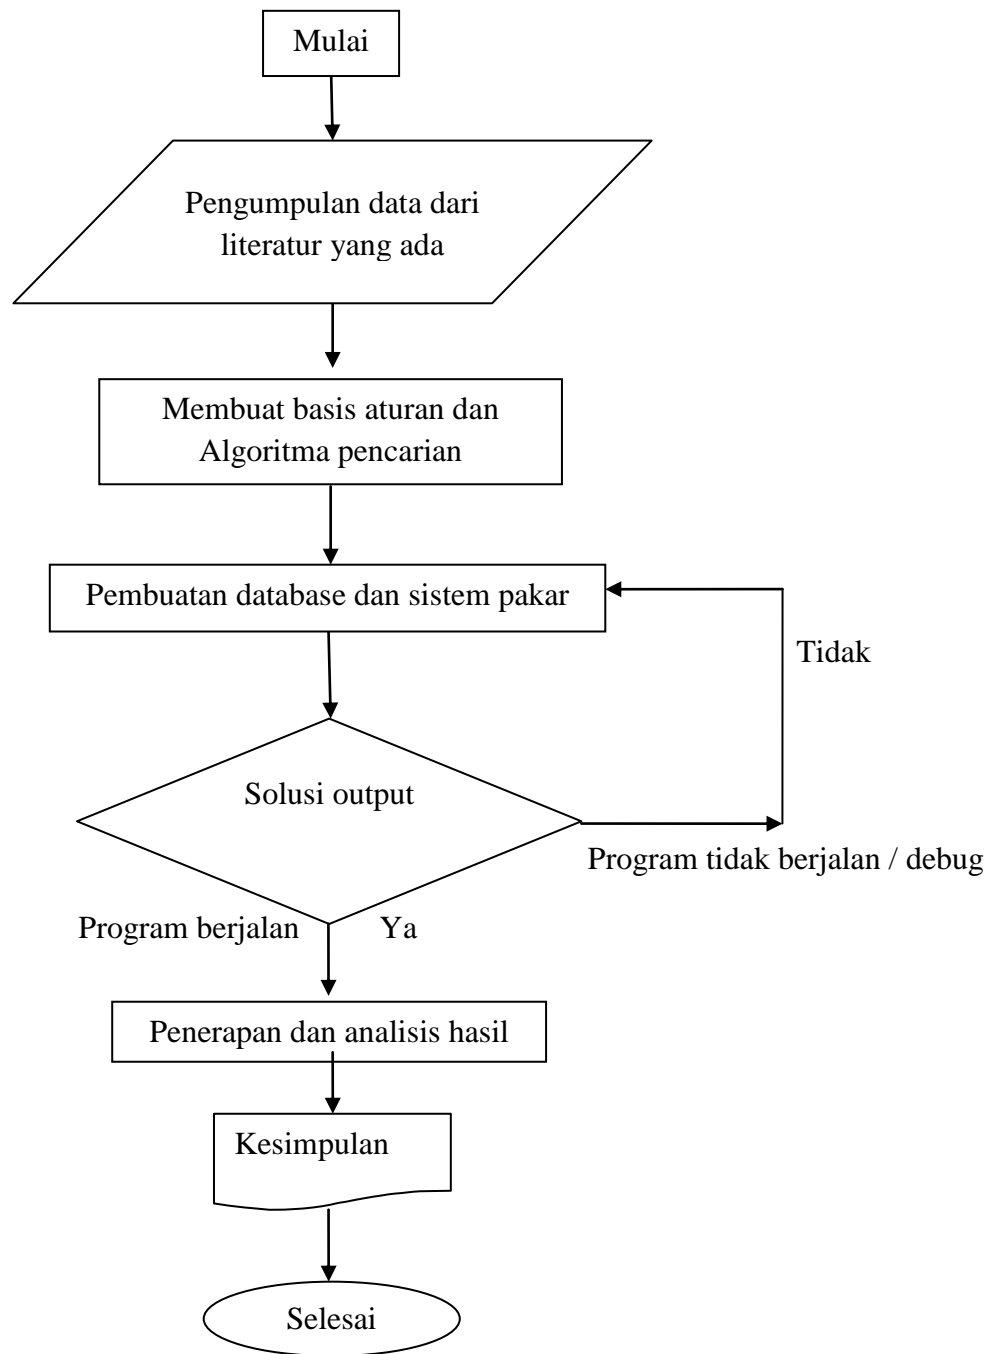 Mulai
Pengumpulan data dari
literatur yang ada
Membuat basis aturan dan
Algoritma pencarian
Pembuatan database dan sistem pakar
Tidak
Solusi output
Program tidak berjalan / debug
Program berjalan Ya
Penerapan dan analisis hasil
Kesimpulan
Selesai